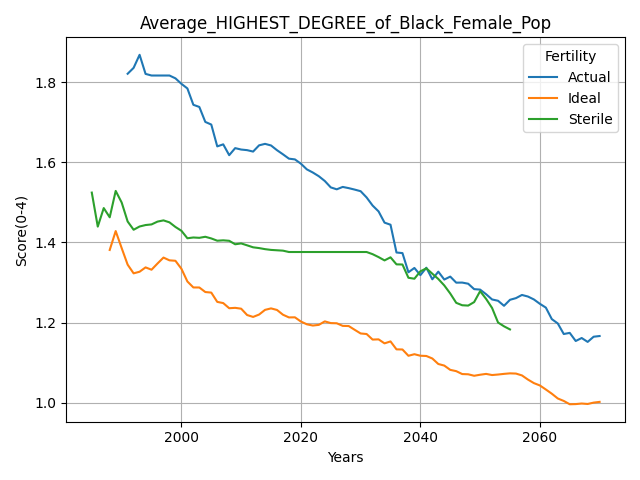 Average_HIGHEST_DEGREE_of_Black_Female_Pop
Fertility
Actual
Ideal
Sterile
Score(0-4)
1.8
1.6
1.4
1.2
1.0
2000 2020 2040 2060
Years